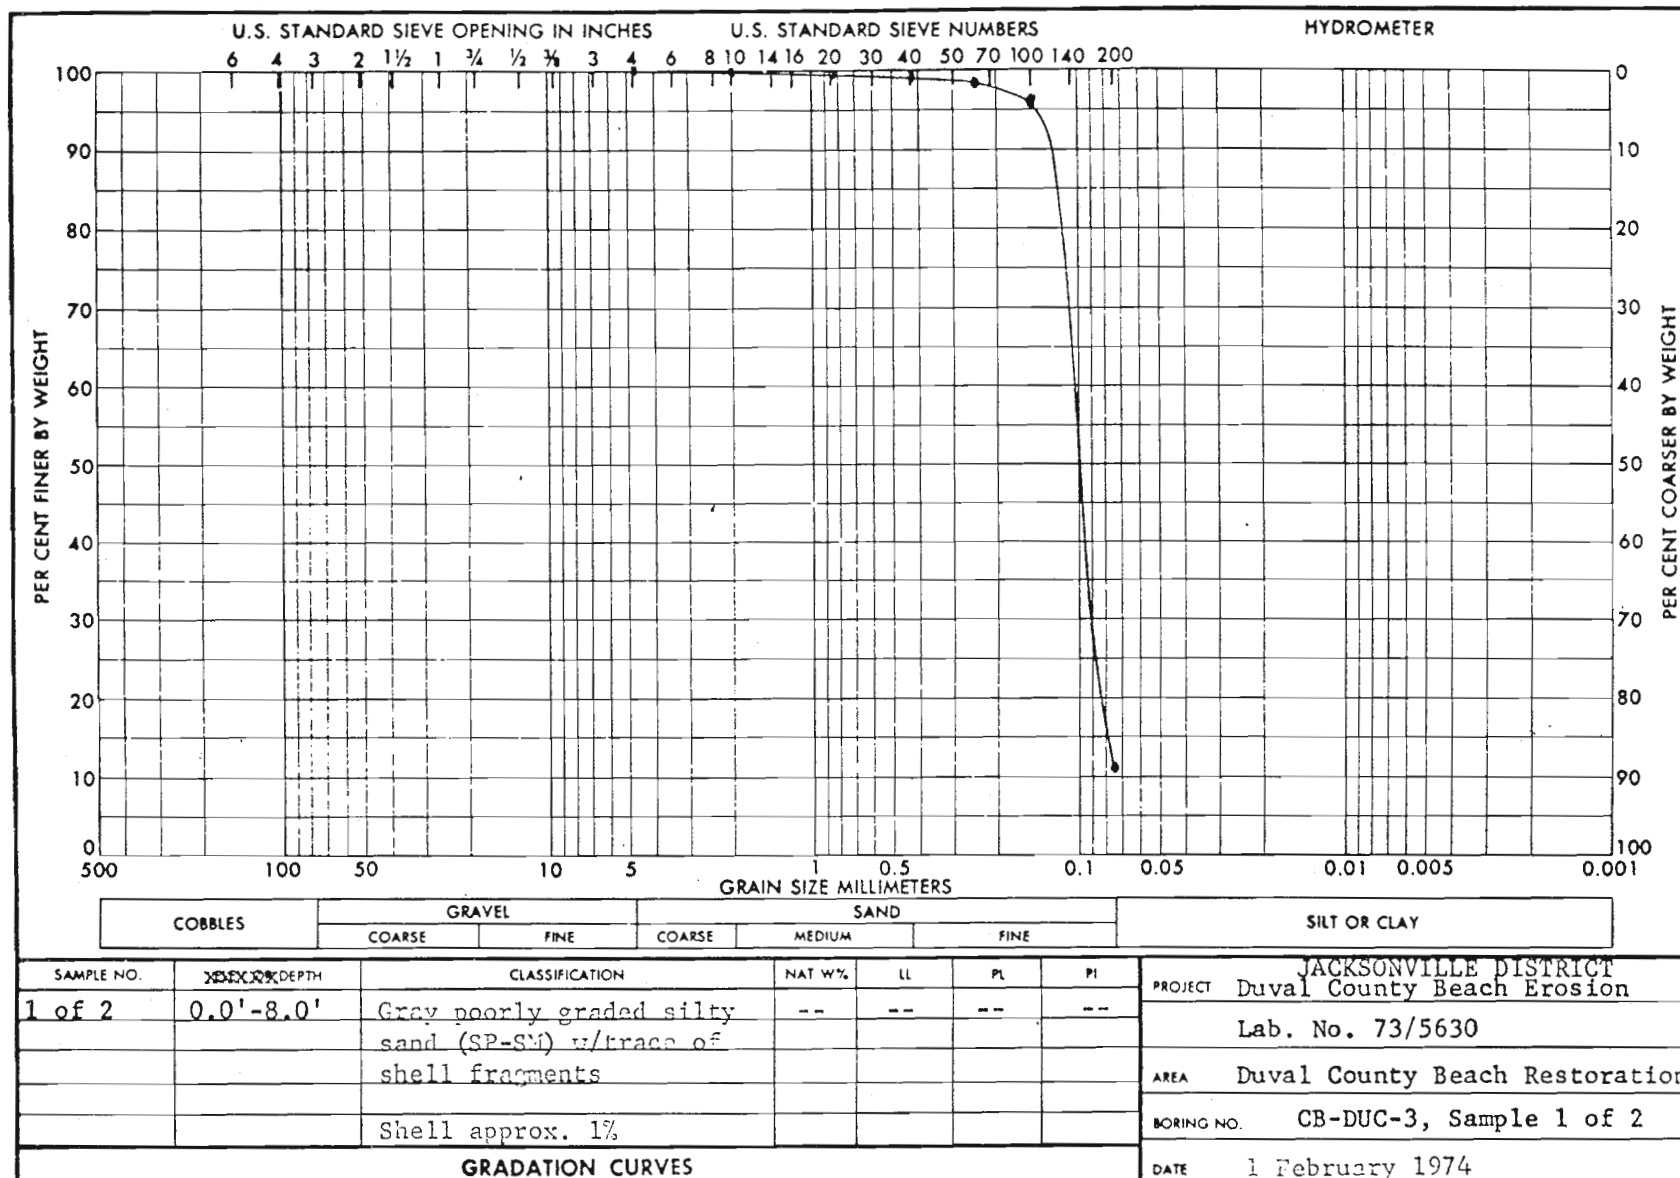 U.S. STANDARD SIEVE OPENING IN INCHES U.S. STANDARD SIEVE NUMBERS HYDROMETER
6 4 3 2 1½ 1 ¾ ½ ⅜ 3 4 6 8 10 14 16 20 30 40 50 70 100 140 200
100 0
90 10
80 20
70 30
60 40
50 50
40 60
30 70
20 80
10 90
0 100
PER CENT FINER BY WEIGHT
PER CENT COARSER BY WEIGHT
500 100 50 10 5 1 0.5 0.1 0.05 0.01 0.005 0.001
GRAIN SIZE MILLIMETERS
COBBLES GRAVEL SAND SILT OR CLAY
COARSE FINE COARSE MEDIUM FINE
SAMPLE NO. DEPTH CLASSIFICATION NAT W% LL PL PI
1 of 2 0.0'-8.0' Gray poorly graded silty -- -- -- --
sand (SP-SM) w/trace of
shell fragments
Shell approx. 1%
GRADATION CURVES
JACKSONVILLE DISTRICT
PROJECT Duval County Beach Erosion
Lab. No. 73/5630
AREA Duval County Beach Restoration
BORING NO. CB-DUC-3, Sample 1 of 2
DATE 1 February 1974